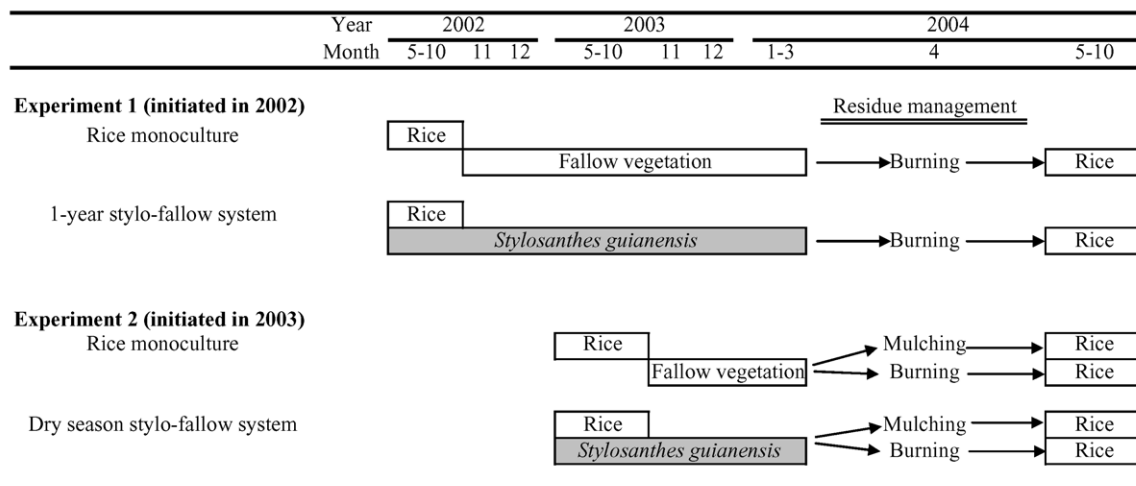 Year 2002 2003 2004
Month 5-10 11 12 5-10 11 12 1-3 4 5-10
Experiment 1 (initiated in 2002) Residue management
Rice monoculture Rice
Fallow vegetation Burning Rice
1-year stylo-fallow system Rice
Stylosanthes guianensis Burning Rice
Experiment 2 (initiated in 2003)
Rice monoculture Rice Mulching Rice
Fallow vegetation Burning Rice
Dry season stylo-fallow system Rice Mulching Rice
Stylosanthes guianensis Burning Rice